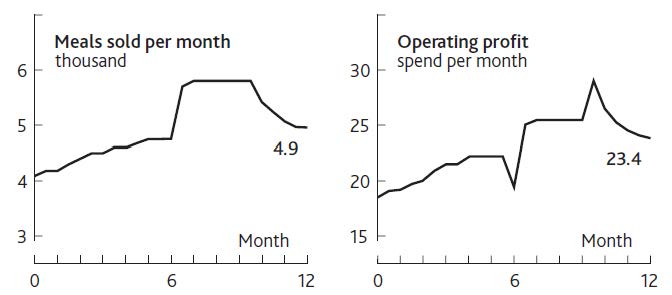 Meals sold per month
thousand
6
5
4
3
4.9
Month
0 6 12
Operating profit
spend per month
30
25
20
15
23.4
Month
0 6 12